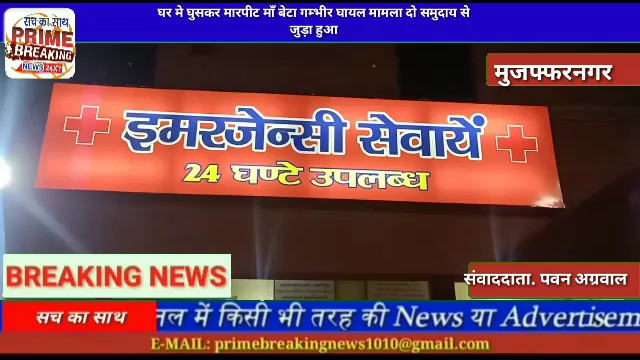 घर मे घुसकर मारपीट माँ बेटा गम्भीर घायल मामला दो समुदाय से
जुड़ा हुआ
सच का साथ
PRIME
BREAKING
NEWS 24X7
मुजफ्फरनगर
इमरजेन्सी सेवायें
24 घण्टे उपलब्ध
BREAKING NEWS
संवाददाता. पवन अग्रवाल
सच का साथ
नल में किसी भी तरह की News या Advertisem
E-MAIL: primebreakingnews1010@gmail.com